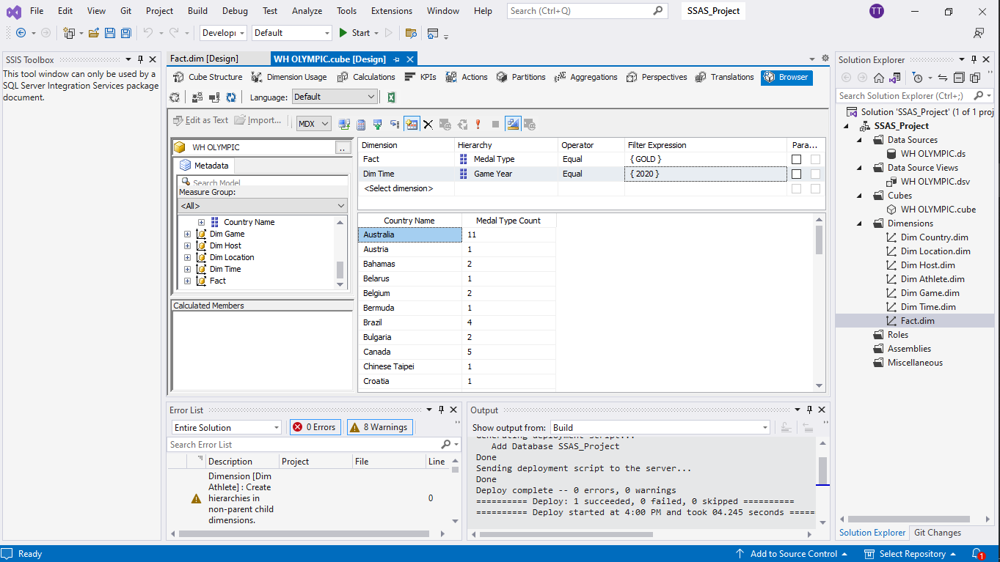 File Edit View Git Project Build Debug Test Analyze Tools Extensions Window Help Search (Ctrl+Q) SSAS_Project TT
Developr Default Start
SSIS Toolbox
This tool window can only be used by a
SQL Server Integration Services package
document.
Fact.dim [Design] WH OLYMPIC.cube [Design]
Cube Structure Dimension Usage Calculations KPIs Actions Partitions Aggregations Perspectives Translations Browser
Language: Default
Edit as Text Import... MDX
WH OLYMPIC ..
Metadata
Search Model
Measure Group:
<All>
Country Name
Dim Game
Dim Host
Dim Location
Dim Time
Fact
Calculated Members
Dimension Hierarchy Operator Filter Expression Para...
Fact Medal Type Equal { GOLD }
Dim Time Game Year Equal { 2020 }
<Select dimension>
Country Name Medal Type Count
Australia 11
Austria 1
Bahamas 2
Belarus 1
Belgium 2
Bermuda 1
Brazil 4
Bulgaria 2
Canada 5
Chinese Taipei 1
Croatia 1
Error List
Entire Solution 0 Errors 8 Warnings
Search Error List
Description Project File Line
Dimension [Dim
Athlete] : Create
hierarchies in
non-parent child
dimensions.
0
Output
Show output from: Build
Generating deployment script...
Add Database SSAS_Project
Done
Sending deployment script to the server...
Done
Deploy complete -- 0 errors, 0 warnings
========== Deploy: 1 succeeded, 0 failed, 0 skipped ==========
========== Deploy started at 4:00 PM and took 04.245 seconds =====
Solution Explorer
Search Solution Explorer (Ctrl+;)
Solution 'SSAS_Project' (1 of 1 proj
SSAS_Project
Data Sources
WH OLYMPIC.ds
Data Source Views
WH OLYMPIC.dsv
Cubes
WH OLYMPIC.cube
Dimensions
Dim Country.dim
Dim Location.dim
Dim Host.dim
Dim Athlete.dim
Dim Game.dim
Dim Time.dim
Fact.dim
Roles
Assemblies
Miscellaneous
Solution Explorer Git Changes
Ready Add to Source Control Select Repository 1